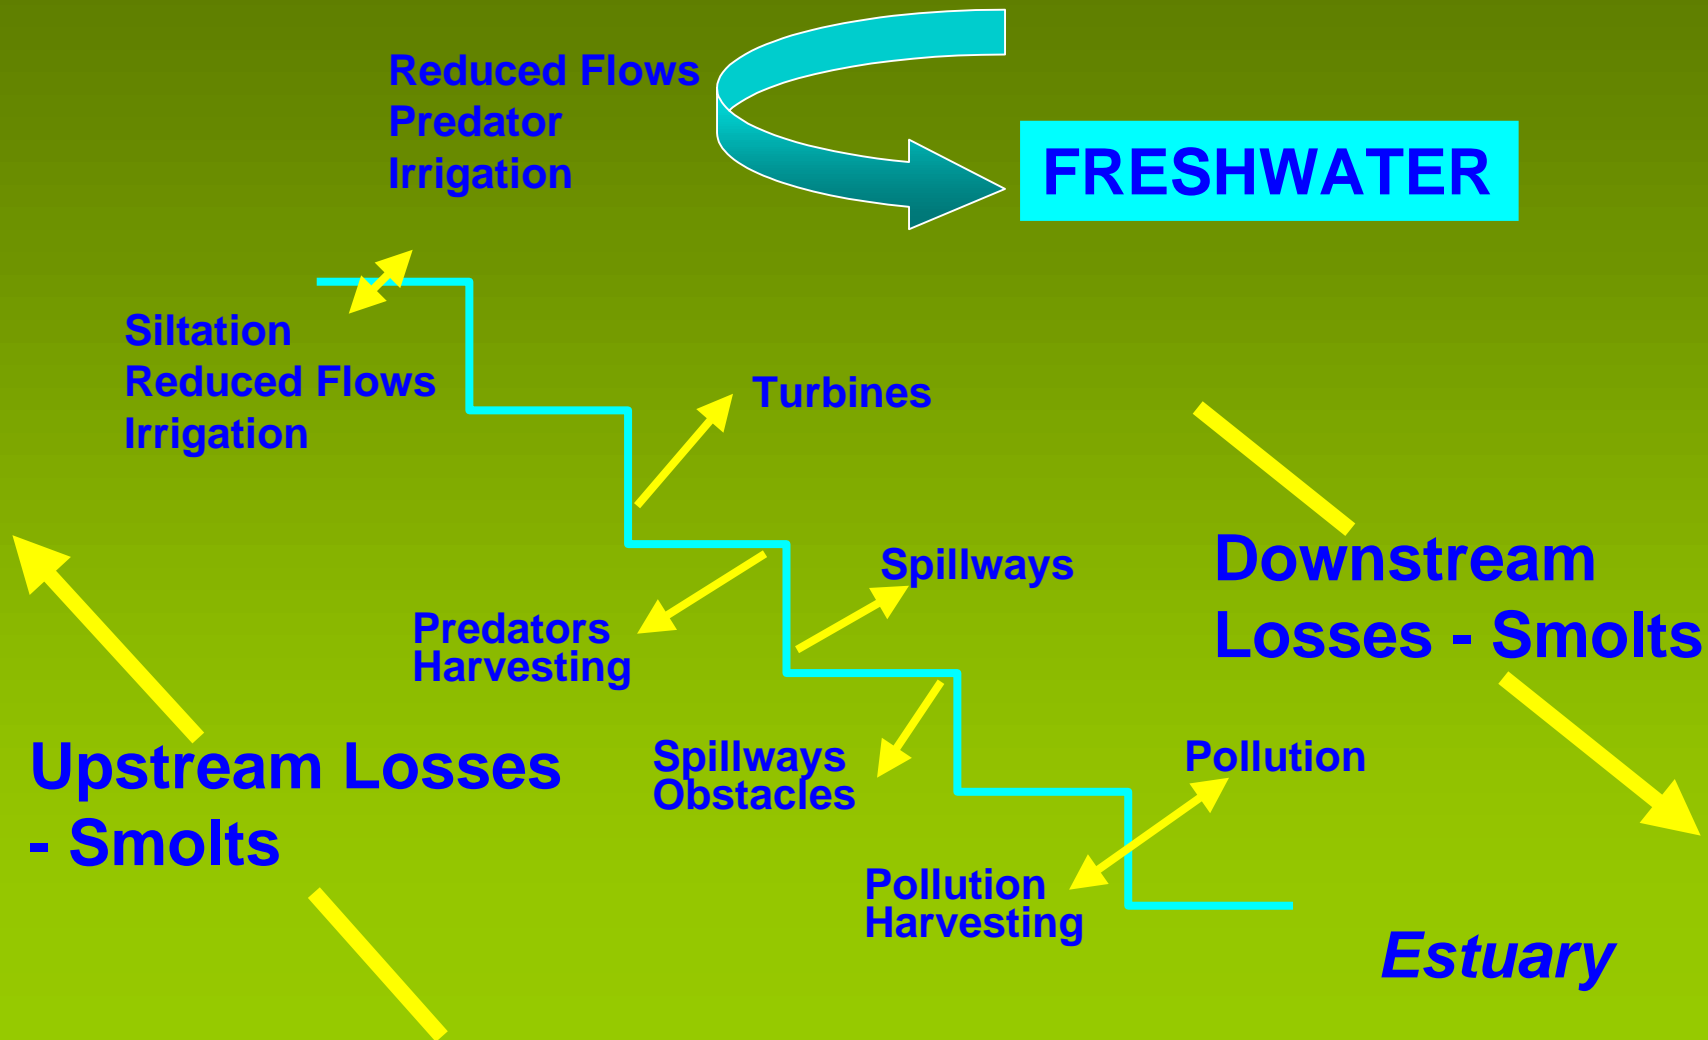 Reduced Flows
Predator
Irrigation
FRESHWATER
Siltation
Reduced Flows
Irrigation
Turbines
Spillways
Downstream
Losses - Smolts
Predators
Harvesting
Upstream Losses
- Smolts
Spillways
Obstacles
Pollution
Pollution
Harvesting
Estuary